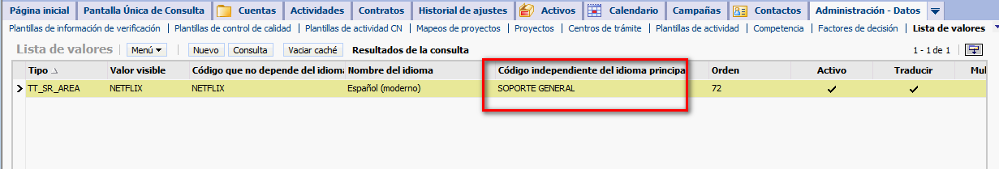 Página inicial Pantalla Única de Consulta Cuentas Actividades Contratos Historial de ajustes Activos Calendario Campañas Contactos Administración - Datos
Plantillas de información de verificación | Plantillas de control de calidad | Plantillas de actividad CN | Mapeos de proyectos | Proyectos | Centros de trámite | Plantillas de actividad | Competencia | Factores de decisión | Lista de valores
Lista de valores Menú Nuevo Consulta Vaciar caché Resultados de la consulta 1 - 1 de 1
Tipo Valor visible Código que no depende del idioma Nombre del idioma Código independiente del idioma principa Orden Activo Traducir Mul
TT_SR_AREA NETFLIX NETFLIX Español (moderno) SOPORTE GENERAL 72